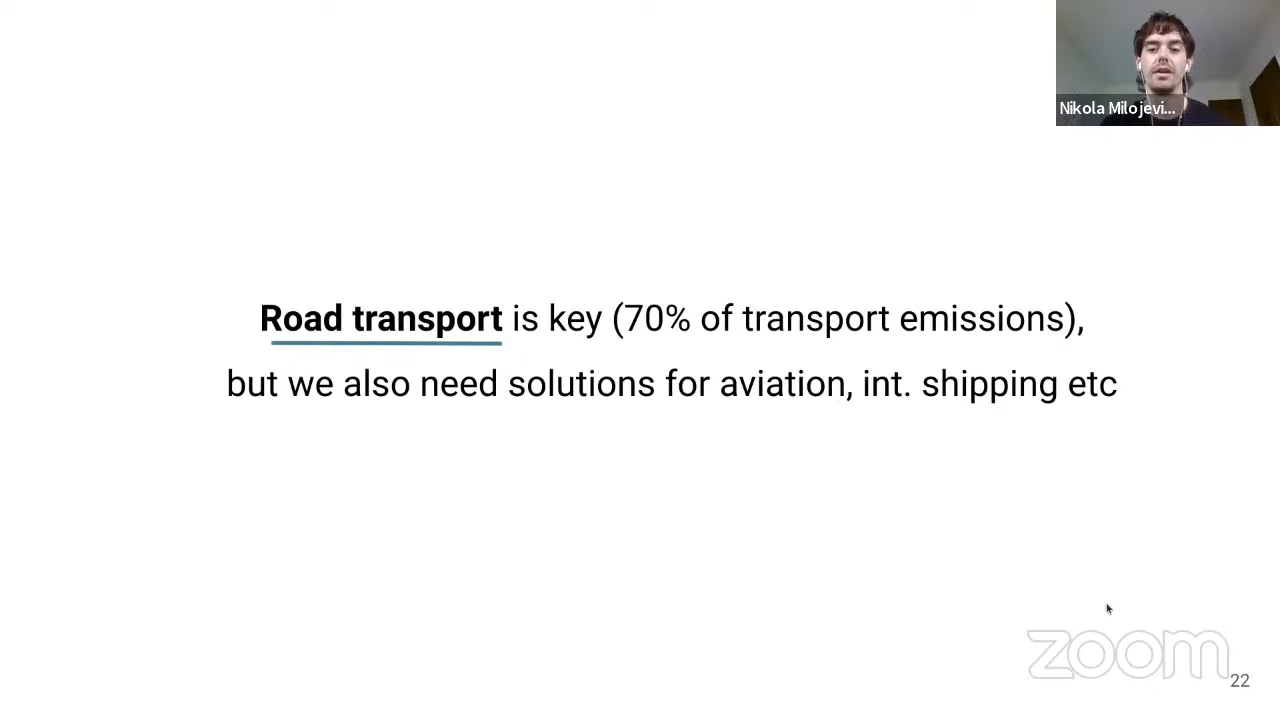 Nikola Milojevi...
Road transport is key (70% of transport emissions),
but we also need solutions for aviation, int. shipping etc
zoom
22